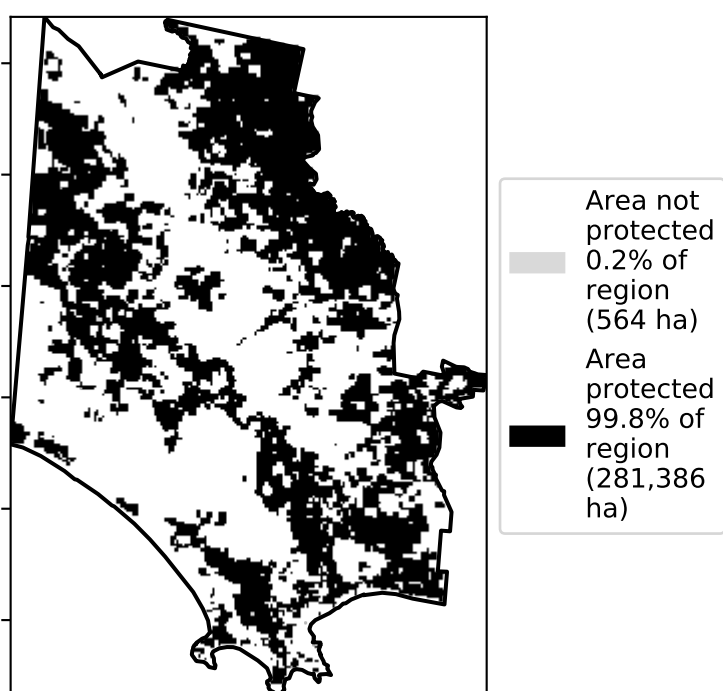 Area not
protected
0.2% of
region
(564 ha)
Area
protected
99.8% of
region
(281,386
ha)